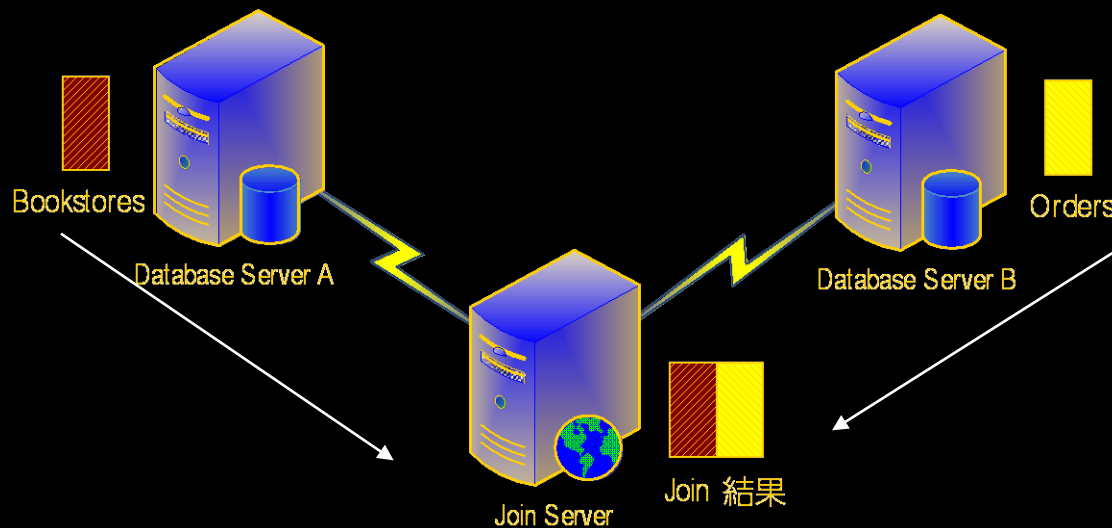 Bookstores
Database Server A
Orders
Database Server B
Join 結果
Join Server